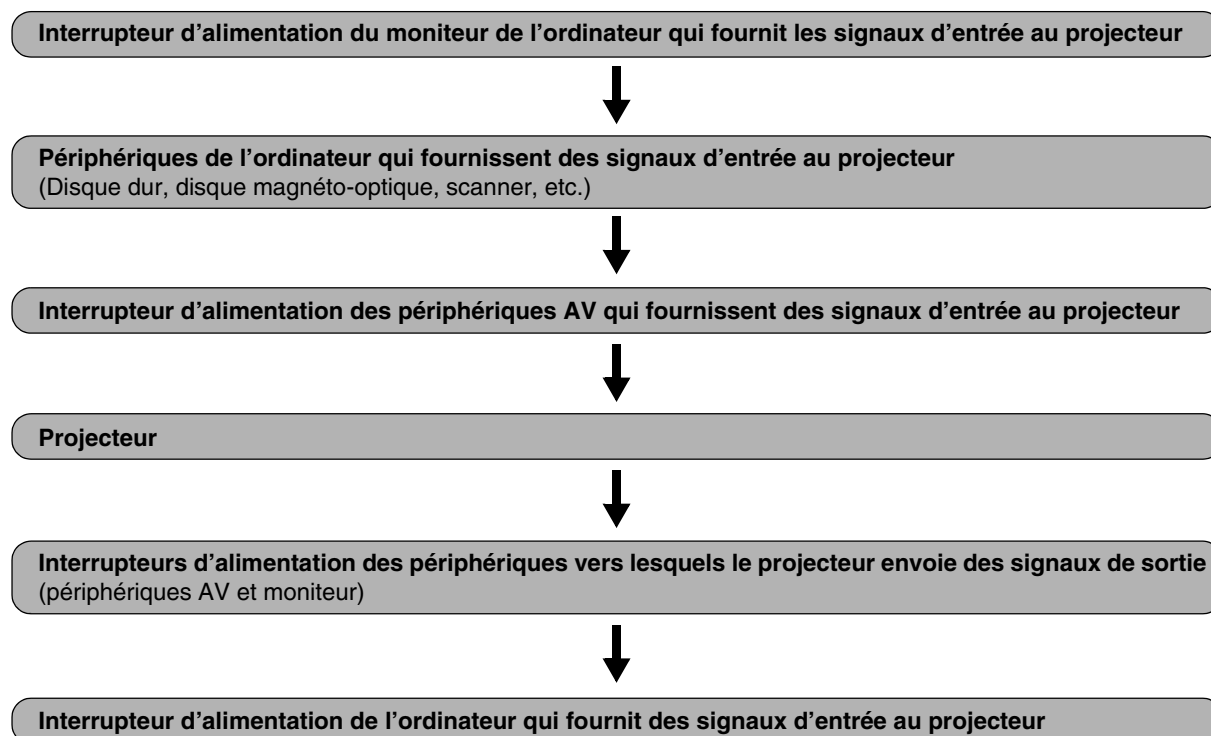 Interrupteur d’alimentation du moniteur de l’ordinateur qui fournit les signaux d’entrée au projecteur
Périphériques de l’ordinateur qui fournissent des signaux d’entrée au projecteur
(Disque dur, disque magnéto-optique, scanner, etc.)
Interrupteur d’alimentation des périphériques AV qui fournissent des signaux d’entrée au projecteur
Projecteur
Interrupteurs d’alimentation des périphériques vers lesquels le projecteur envoie des signaux de sortie
(périphériques AV et moniteur)
Interrupteur d’alimentation de l’ordinateur qui fournit des signaux d’entrée au projecteur